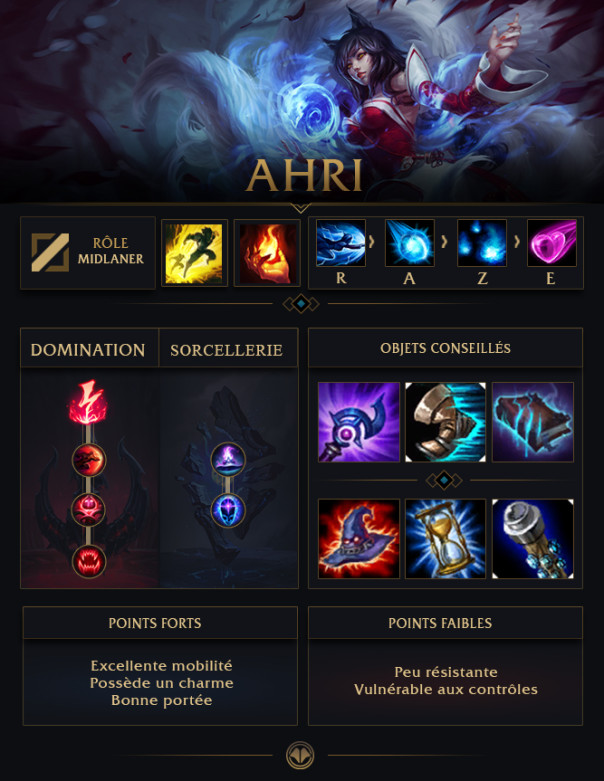 AHRI
RÔLE
MIDLANER
R
A
Z
E
DOMINATION
SORCELLERIE
OBJETS CONSEILLÉS
POINTS FORTS
Excellente mobilité
Possède un charme
Bonne portée
POINTS FAIBLES
Peu résistante
Vulnérable aux contrôles